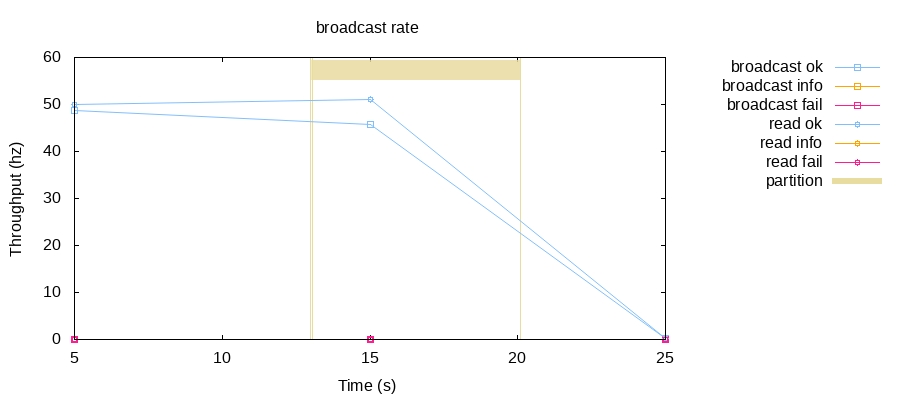 broadcast rate
60
50
40
30
20
10
0
Throughput (hz)
5
10
15
20
25
Time (s)
broadcast ok
broadcast info
broadcast fail
read ok
read info
read fail
partition